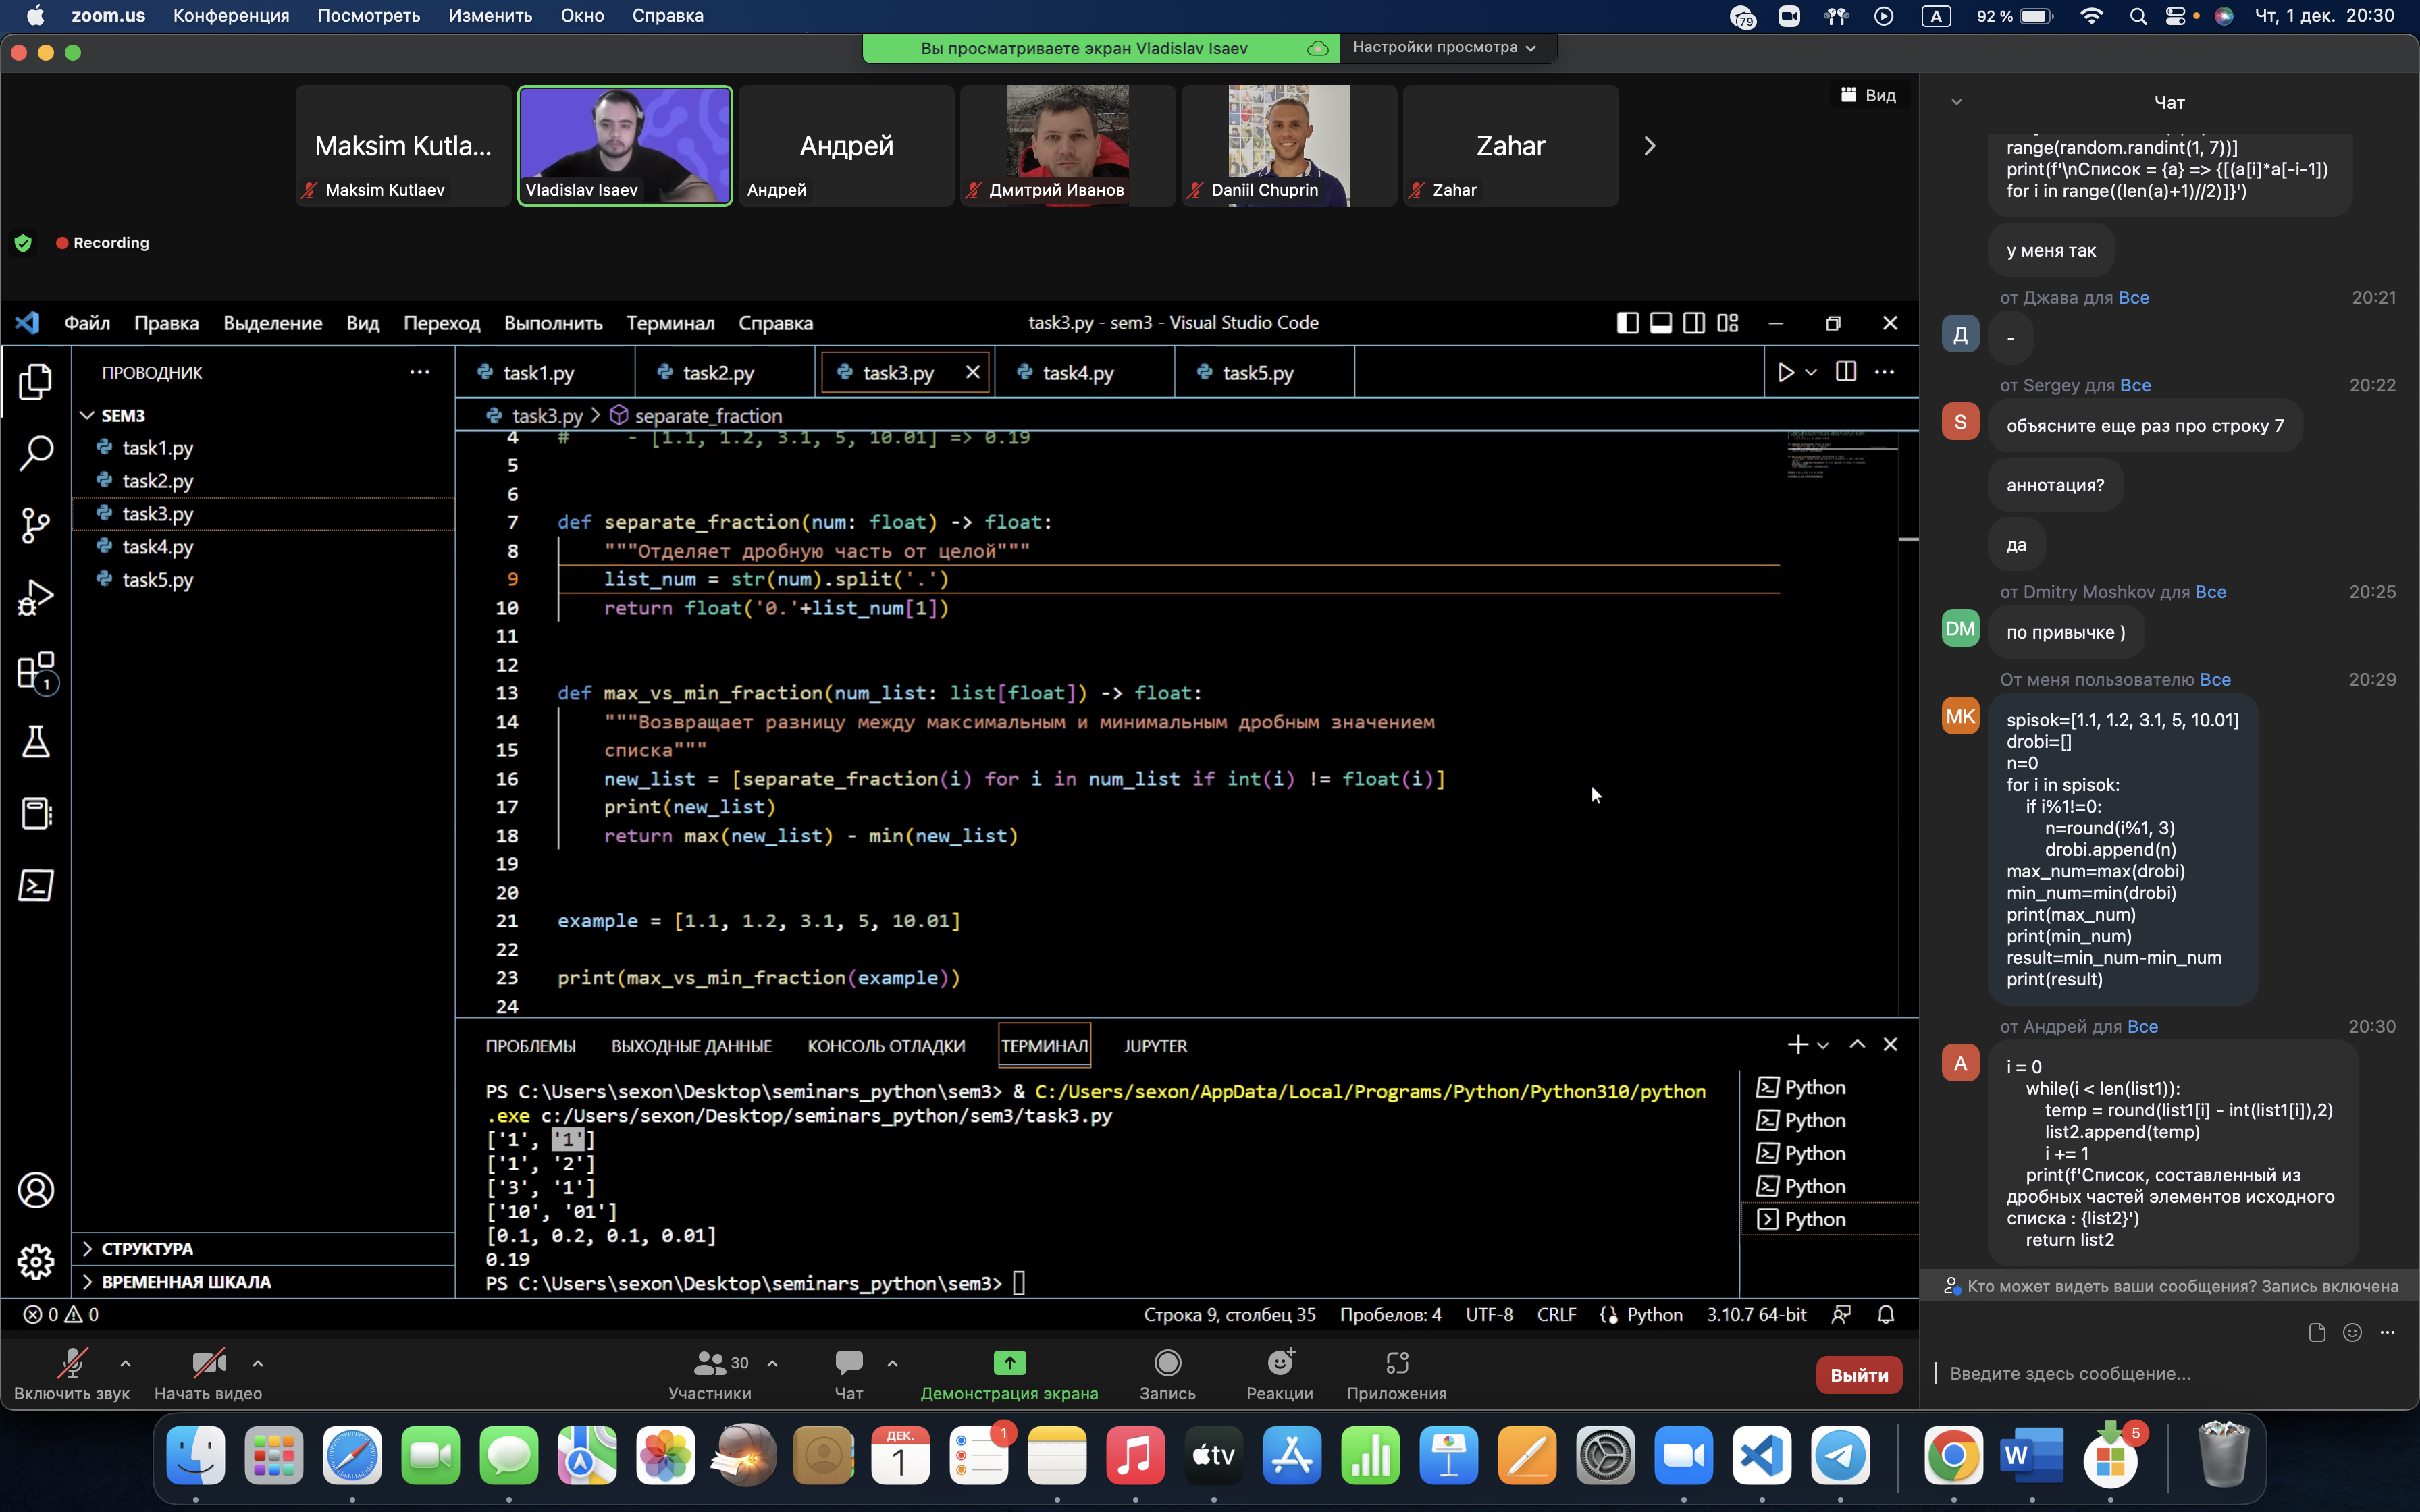 zoom.us Конференция Посмотреть Изменить Окно Справка
79 A 92 % Чт, 1 дек. 20:30
Вы просматриваете экран Vladislav Isaev Настройки просмотра
Вид
Maksim Kutla...
Maksim Kutlaev
Vladislav Isaev
Андрей
Андрей
Дмитрий Иванов
Daniil Chuprin
Zahar
Zahar
Recording
Файл Правка Выделение Вид Переход Выполнить Терминал Справка
task3.py - sem3 - Visual Studio Code
ПРОВОДНИК
SEM3
task1.py
task2.py
task3.py
task4.py
task5.py
СТРУКТУРА
ВРЕМЕННАЯ ШКАЛА
1
task1.py task2.py task3.py task4.py task5.py
task3.py > separate_fraction
4 # - [1.1, 1.2, 3.1, 5, 10.01] => 0.19
5
6
7 def separate_fraction(num: float) -> float:
8 """Отделяет дробную часть от целой"""
9 list_num = str(num).split('.')
10 return float('0.'+list_num[1])
11
12
13 def max_vs_min_fraction(num_list: list[float]) -> float:
14 """Возвращает разницу между максимальным и минимальным дробным значением
15 списка"""
16 new_list = [separate_fraction(i) for i in num_list if int(i) != float(i)]
17 print(new_list)
18 return max(new_list) - min(new_list)
19
20
21 example = [1.1, 1.2, 3.1, 5, 10.01]
22
23 print(max_vs_min_fraction(example))
24
ПРОБЛЕМЫ ВЫХОДНЫЕ ДАННЫЕ КОНСОЛЬ ОТЛАДКИ ТЕРМИНАЛ JUPYTER
PS C:\Users\sexon\Desktop\seminars_python\sem3> & C:/Users/sexon/AppData/Local/Programs/Python/Python310/python
.exe c:/Users/sexon/Desktop/seminars_python/sem3/task3.py
['1', '1']
['1', '2']
['3', '1']
['10', '01']
[0.1, 0.2, 0.1, 0.01]
0.19
PS C:\Users\sexon\Desktop\seminars_python\sem3>
Python
Python
Python
Python
Python
0 0
Строка 9, столбец 35 Пробелов: 4 UTF-8 CRLF Python 3.10.7 64-bit
Включить звук Начать видео 30 Участники Чат Демонстрация экрана Запись Реакции Приложения Выйти
Чат
range(random.randint(1, 7))]
print(f'\nСписок = {a} => {[(a[i]*a[-i-1])
for i in range((len(a)+1)//2)]}')
у меня так
от Джава для Все 20:21
Д
-
от Sergey для Все 20:22
S
объясните еще раз про строку 7
аннотация?
да
от Dmitry Moshkov для Все 20:25
DM
по привычке )
От меня пользователю Все 20:29
MK
spisok=[1.1, 1.2, 3.1, 5, 10.01]
drobi=[]
n=0
for i in spisok:
if i%1!=0:
n=round(i%1, 3)
drobi.append(n)
max_num=max(drobi)
min_num=min(drobi)
print(max_num)
print(min_num)
result=min_num-min_num
print(result)
от Андрей для Все 20:30
А
i = 0
while(i < len(list1)):
temp = round(list1[i] - int(list1[i]),2)
list2.append(temp)
i += 1
print(f'Список, составленный из
дробных частей элементов исходного
списка : {list2}')
return list2
Кто может видеть ваши сообщения? Запись включена
Введите здесь сообщение...
ДЕК.
1
1
tv
W
5